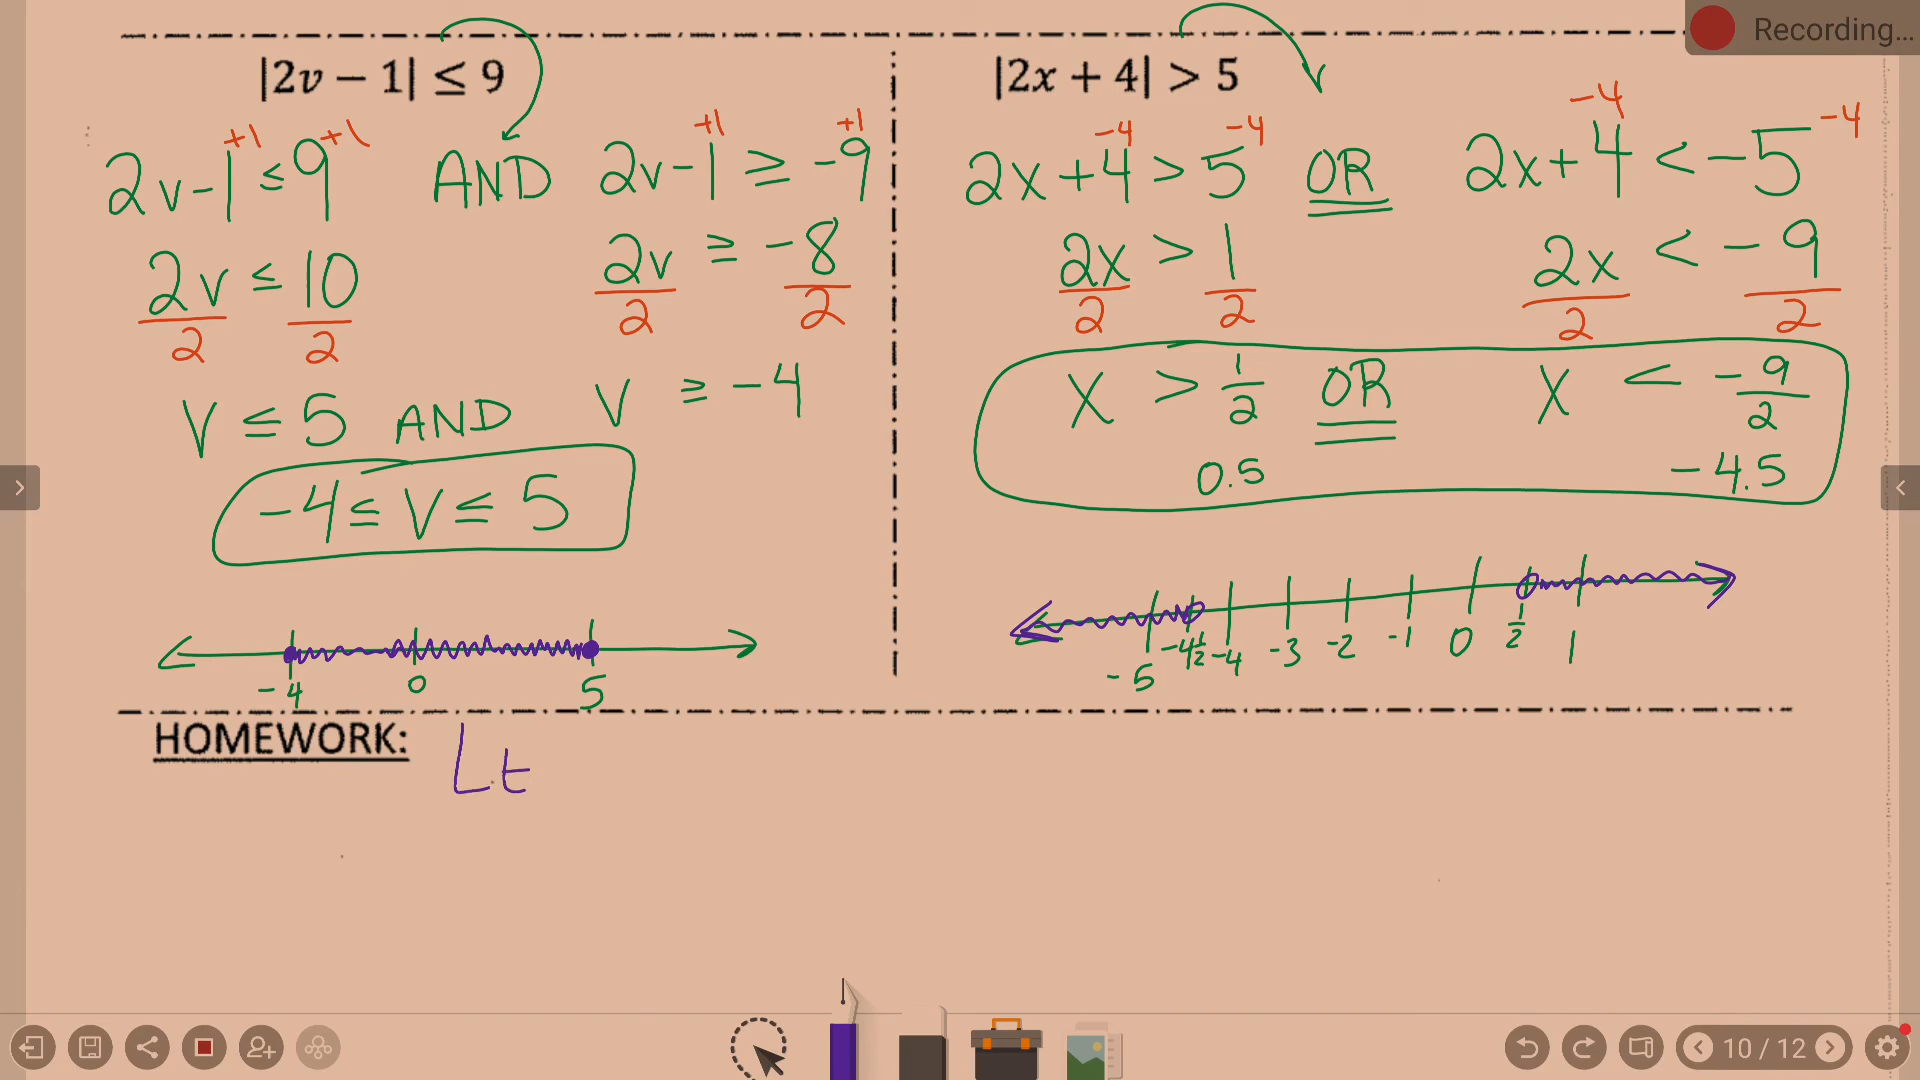 Recording...
|2v − 1| ≤ 9
+1 +1 +1 +1
2v-1 ≤ 9 AND 2v-1 ≥ -9
2v ≤ 10 2v ≥ -8
2 2 2 2
v ≤ 5 AND v ≥ -4
-4 ≤ v ≤ 5
-4 0 5
|2x + 4| > 5
-4 -4 -4 -4
2x+4 > 5 OR 2x+4 < -5
2x > 1 2x < -9
2 2 2 2
x > 1/2 OR x < -9/2
0.5 -4.5
-5 -4 1/2 -4 -3 -2 -1 0 1/2 1
HOMEWORK: Lt
10 / 12